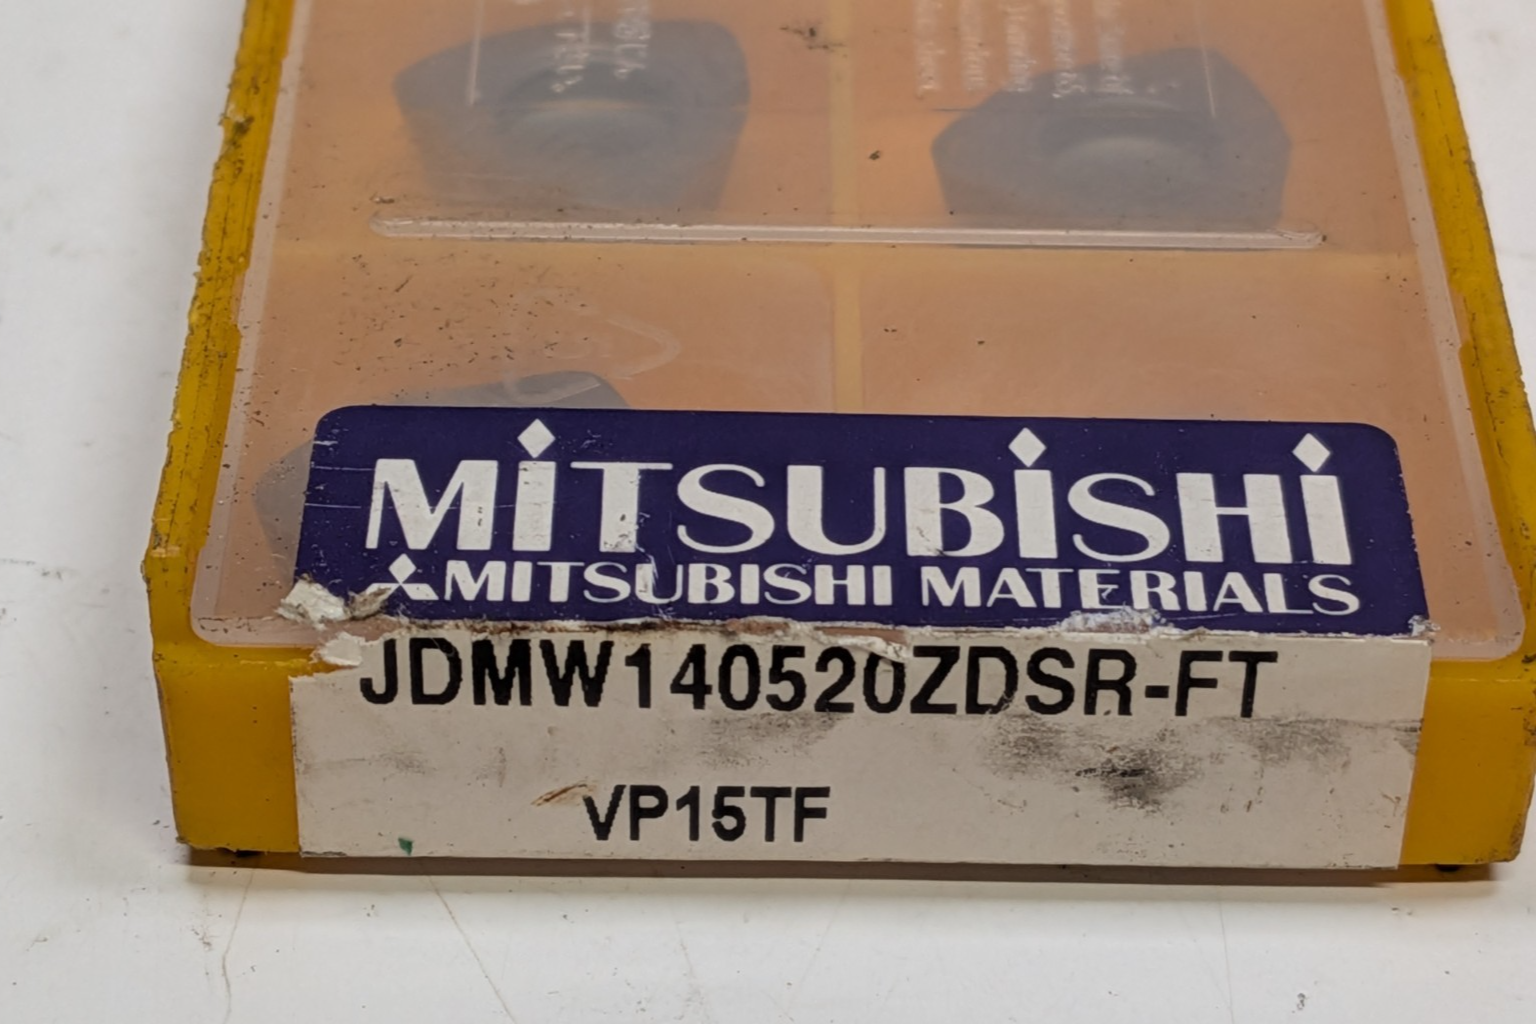 MITSUBISHI
MITSUBISHI MATERIALS
JDMW140520ZDSR-FT
VP15TF